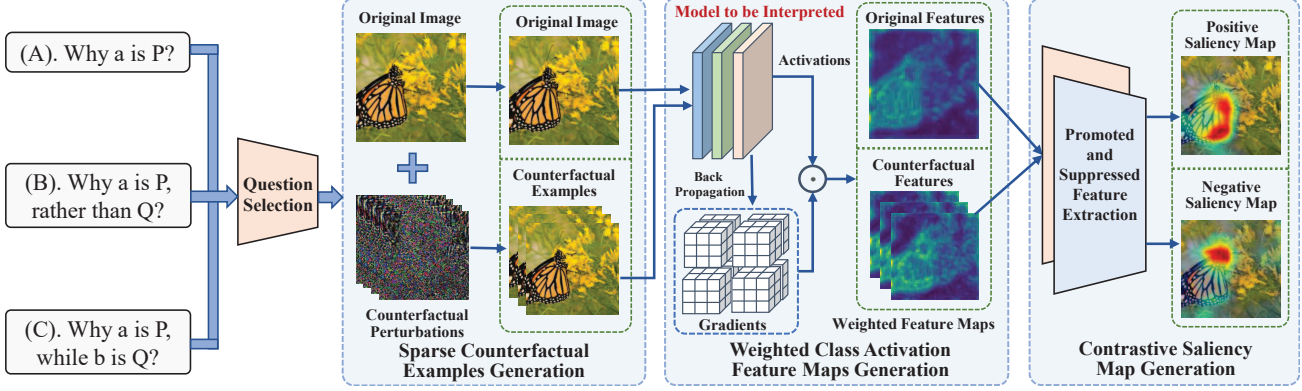 (A). Why a is P?
(B). Why a is P,
rather than Q?
(C). Why a is P,
while b is Q?
Question
Selection
Original Image
Original Image
Counterfactual
Examples
Counterfactual
Perturbations
Sparse Counterfactual
Examples Generation
Model to be Interpreted
Activations
Back
Propagation
Gradients
Original Features
Counterfactual
Features
Weighted Feature Maps
Weighted Class Activation
Feature Maps Generation
Promoted
and
Suppressed
Feature
Extraction
Positive
Saliency Map
Negative
Saliency Map
Contrastive Saliency
Map Generation